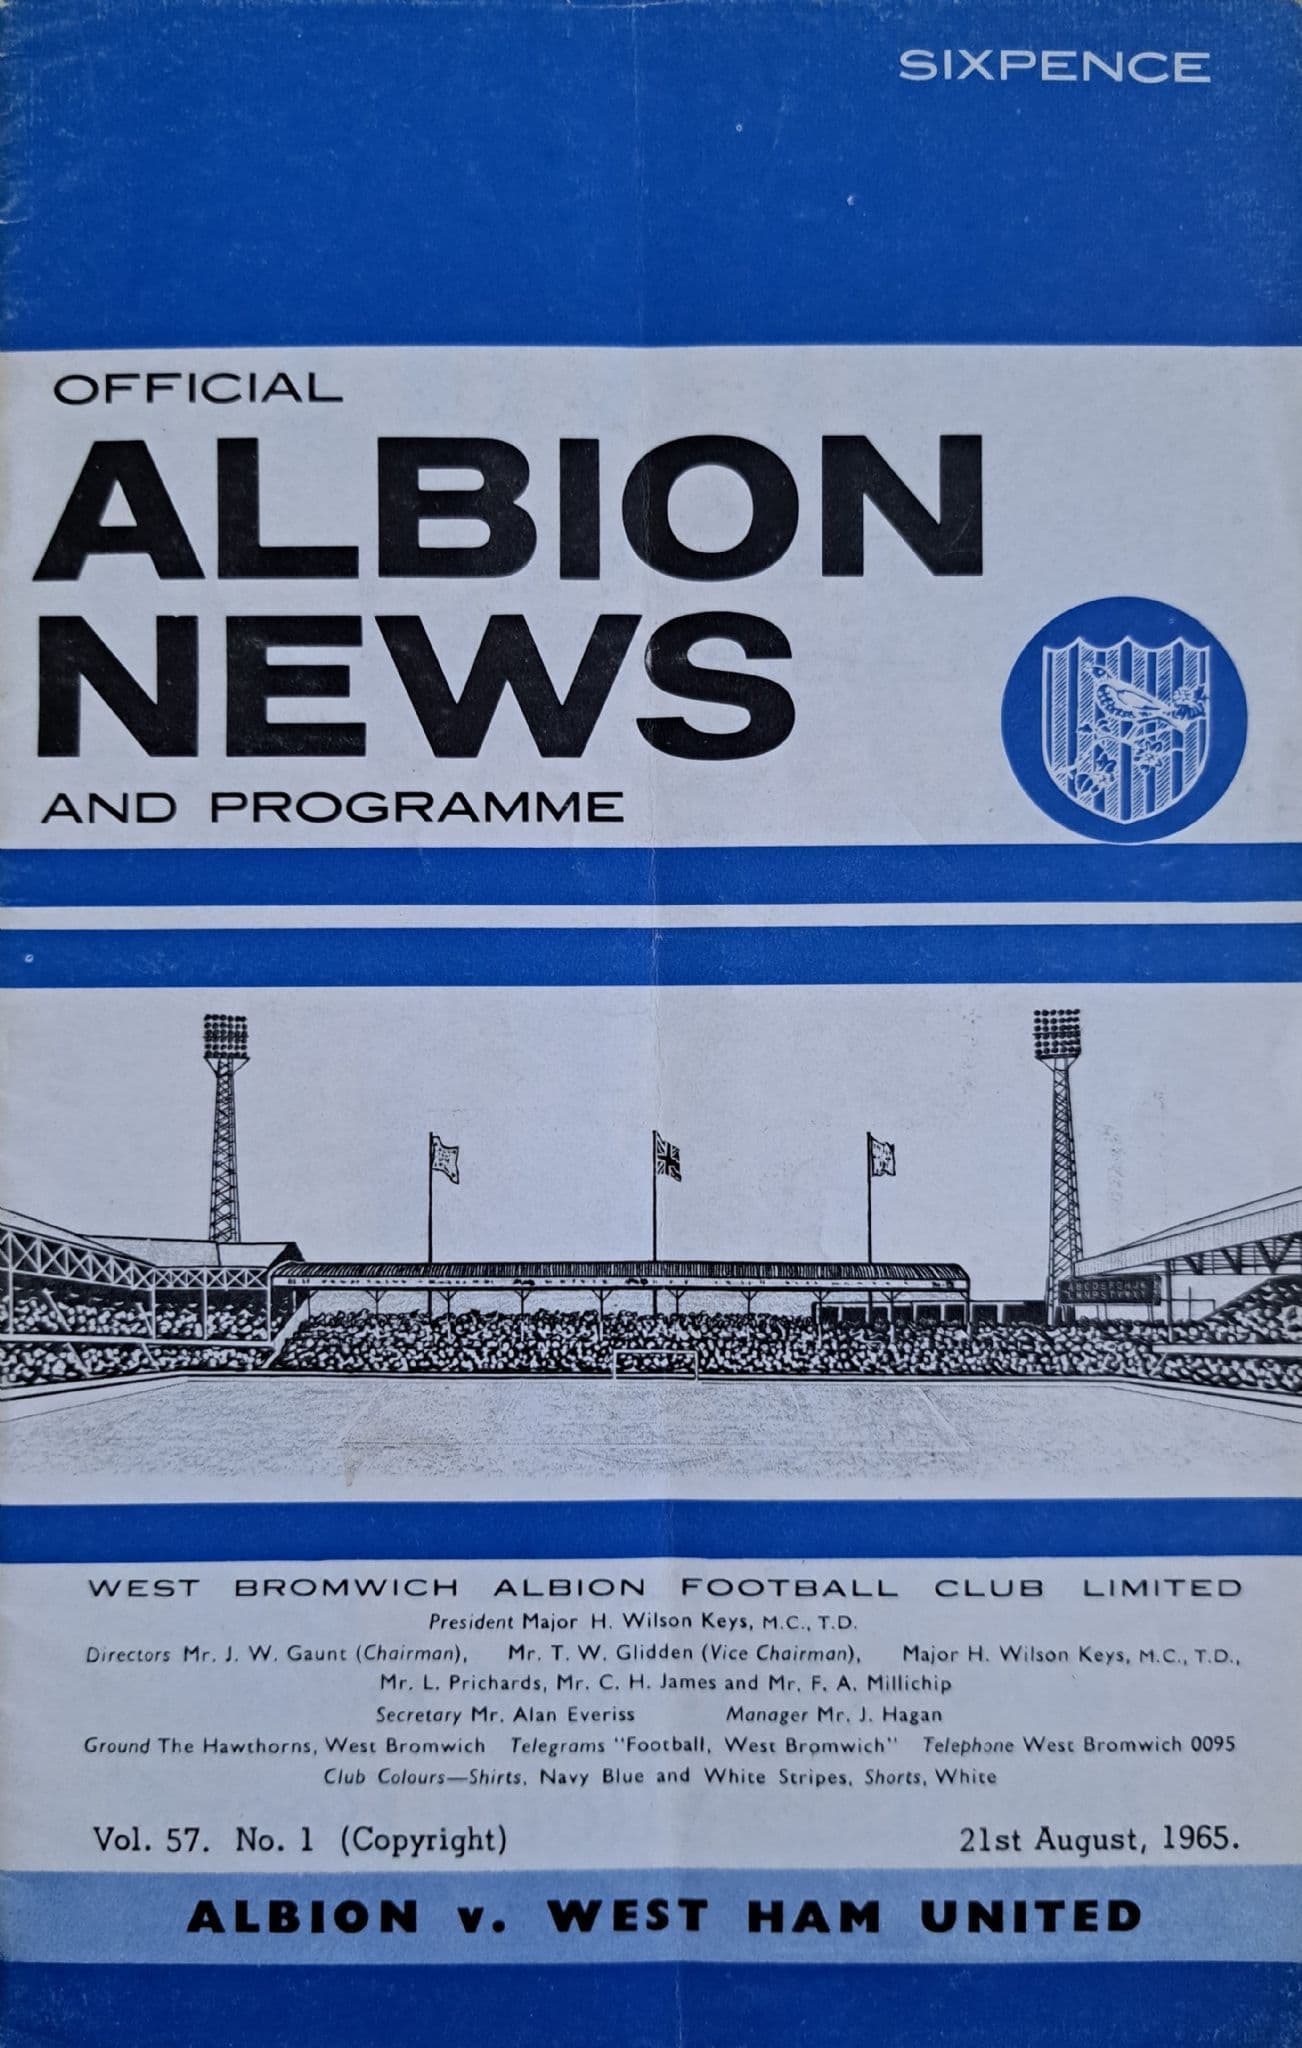 SIXPENCE
OFFICIAL
ALBION
NEWS
AND PROGRAMME
WEST BROMWICH ALBION FOOTBALL CLUB LIMITED
President Major H. Wilson Keys, M.C., T.D.
Directors Mr. J. W. Gaunt (Chairman), Mr. T. W. Glidden (Vice Chairman), Major H. Wilson Keys, M.C., T.D.,
Mr. L. Prichards, Mr. C. H. James and Mr. F. A. Millichip
Secretary Mr. Alan Everiss Manager Mr. J. Hagan
Ground The Hawthorns, West Bromwich Telegrams "Football, West Bromwich" Telephone West Bromwich 0095
Club Colours—Shirts, Navy Blue and White Stripes, Shorts, White
Vol. 57. No. 1 (Copyright) 21st August, 1965.
ALBION v. WEST HAM UNITED